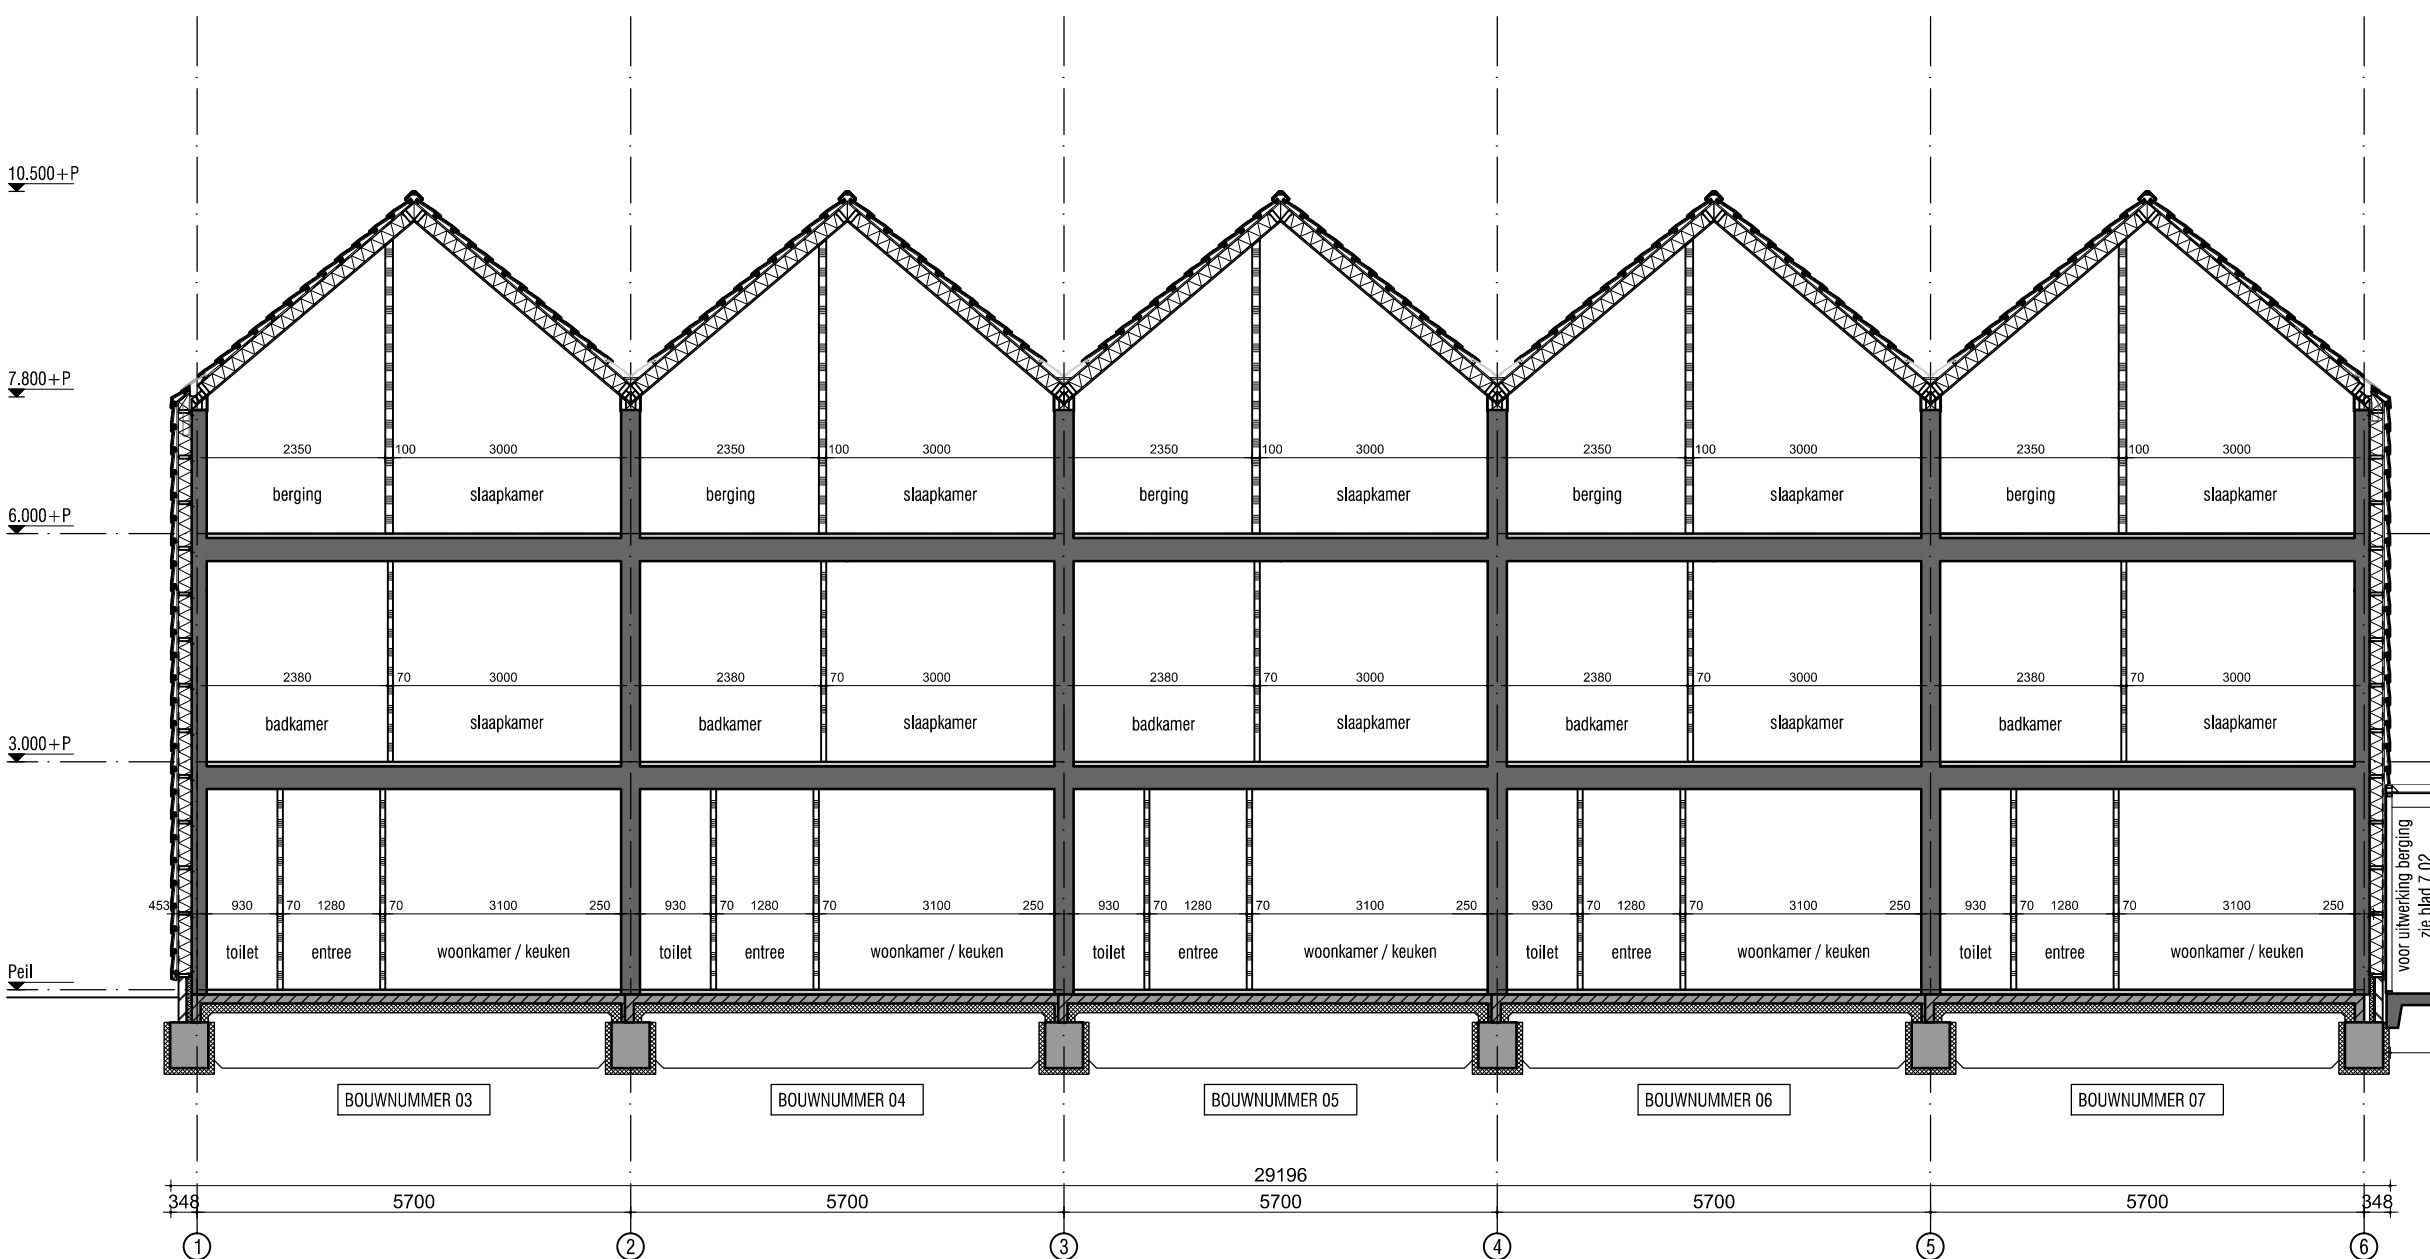 10.500+P
7.800+P
2350 100 3000 2350 100 3000 2350 100 3000 2350 100 3000 2350 100 3000
berging slaapkamer berging slaapkamer berging slaapkamer berging slaapkamer berging slaapkamer
6.000+P
2380 70 3000 2380 70 3000 2380 70 3000 2380 70 3000 2380 70 3000
badkamer slaapkamer badkamer slaapkamer badkamer slaapkamer badkamer slaapkamer badkamer slaapkamer
3.000+P
453 930 70 1280 70 3100 250 930 70 1280 70 3100 250 930 70 1280 70 3100 250 930 70 1280 70 3100 250 930 70 1280 70 3100 250
toilet entree woonkamer / keuken toilet entree woonkamer / keuken toilet entree woonkamer / keuken toilet entree woonkamer / keuken toilet entree woonkamer / keuken
voor uitwerking berging
zie blad 7.02
Peil
BOUWNUMMER 03 BOUWNUMMER 04 BOUWNUMMER 05 BOUWNUMMER 06 BOUWNUMMER 07
29196
348 5700 5700 5700 5700 5700 348
1 2 3 4 5 6